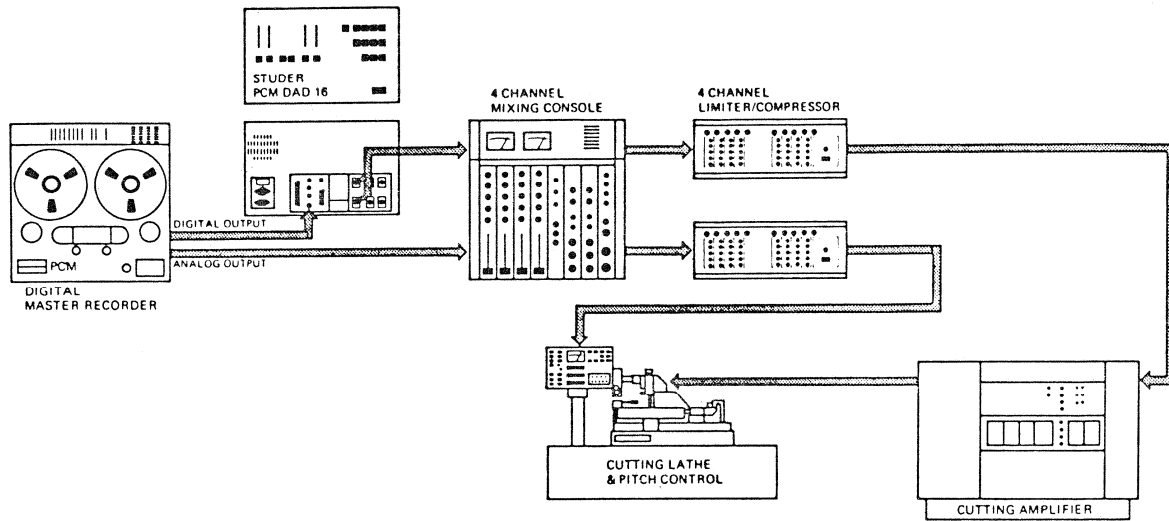 STUDER
PCM DAD 16
4 CHANNEL
MIXING CONSOLE
4 CHANNEL
LIMITER/COMPRESSOR
DIGITAL OUTPUT
ANALOG OUTPUT
PCM
DIGITAL
MASTER RECORDER
CUTTING LATHE
& PITCH CONTROL
CUTTING AMPLIFIER